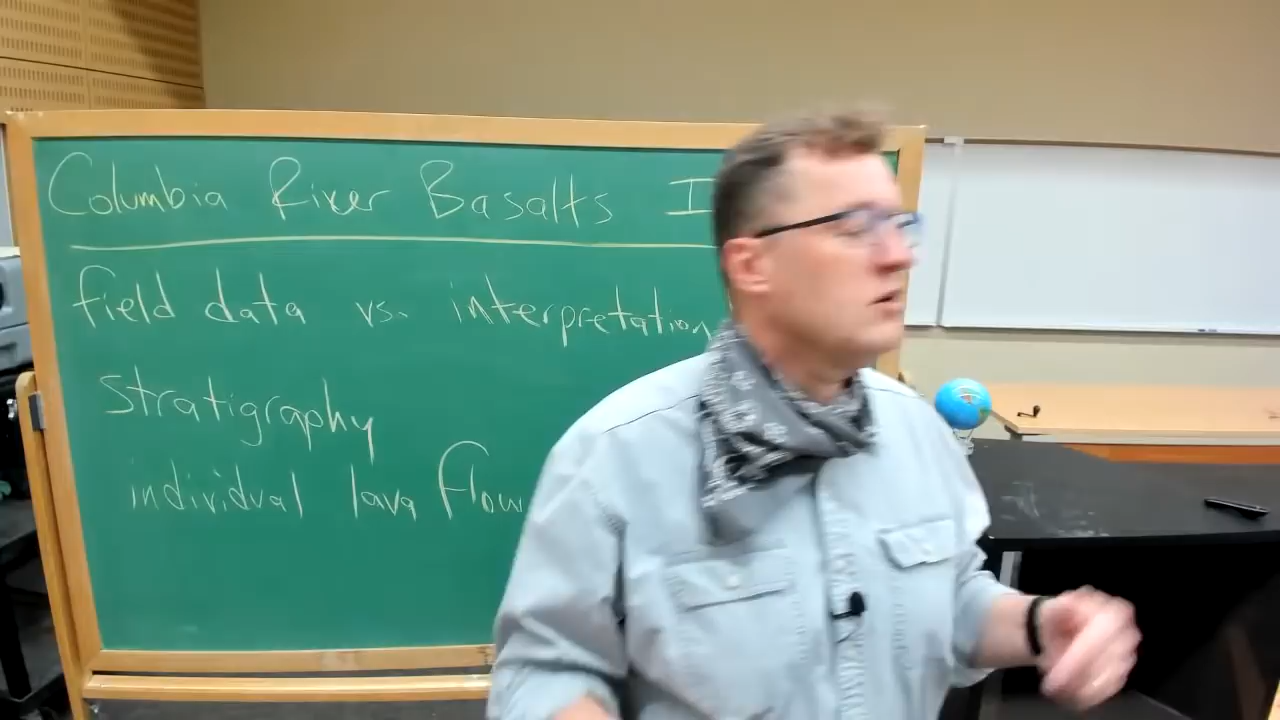 Columbia River Basalts I
field data vs. interpretation
stratigraphy
individual lava flow